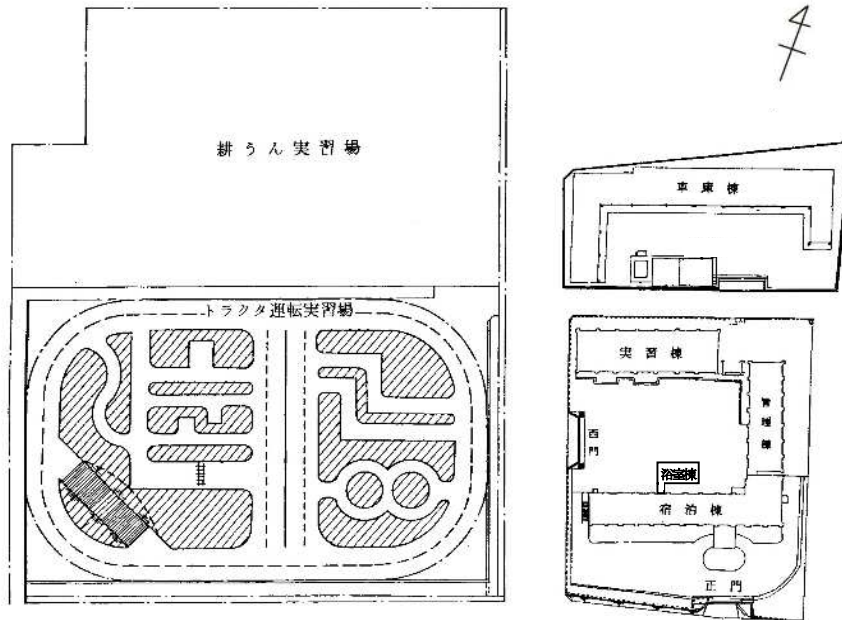 耕うん実習場
車庫棟
トラクタ運転実習場
実習棟
管理棟
西門
浴室棟
宿泊棟
正門